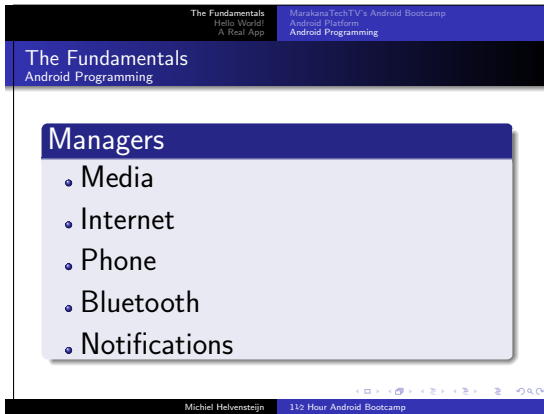 The Fundamentals
Hello World!
A Real App
MarakanaTechTV's Android Bootcamp
Android Platform
Android Programming
The Fundamentals
Android Programming
Managers
Media
Internet
Phone
Bluetooth
Notifications
Michiel Helvensteijn
1½ Hour Android Bootcamp